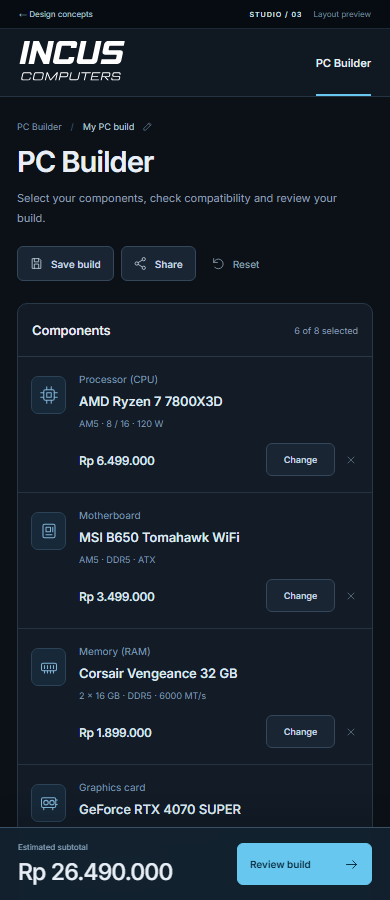 ← Design concepts
STUDIO / 03 Layout preview
INCUS
COMPUTERS
PC Builder
PC Builder / My PC build
PC Builder
Select your components, check compatibility and review your
build.
Save build Share Reset
Components 6 of 8 selected
Processor (CPU)
AMD Ryzen 7 7800X3D
AM5 · 8 / 16 · 120 W
Rp 6.499.000 Change ×
Motherboard
MSI B650 Tomahawk WiFi
AM5 · DDR5 · ATX
Rp 3.499.000 Change ×
Memory (RAM)
Corsair Vengeance 32 GB
2 × 16 GB · DDR5 · 6000 MT/s
Rp 1.899.000 Change ×
Graphics card
GeForce RTX 4070 SUPER
Estimated subtotal
Rp 26.490.000 Review build →